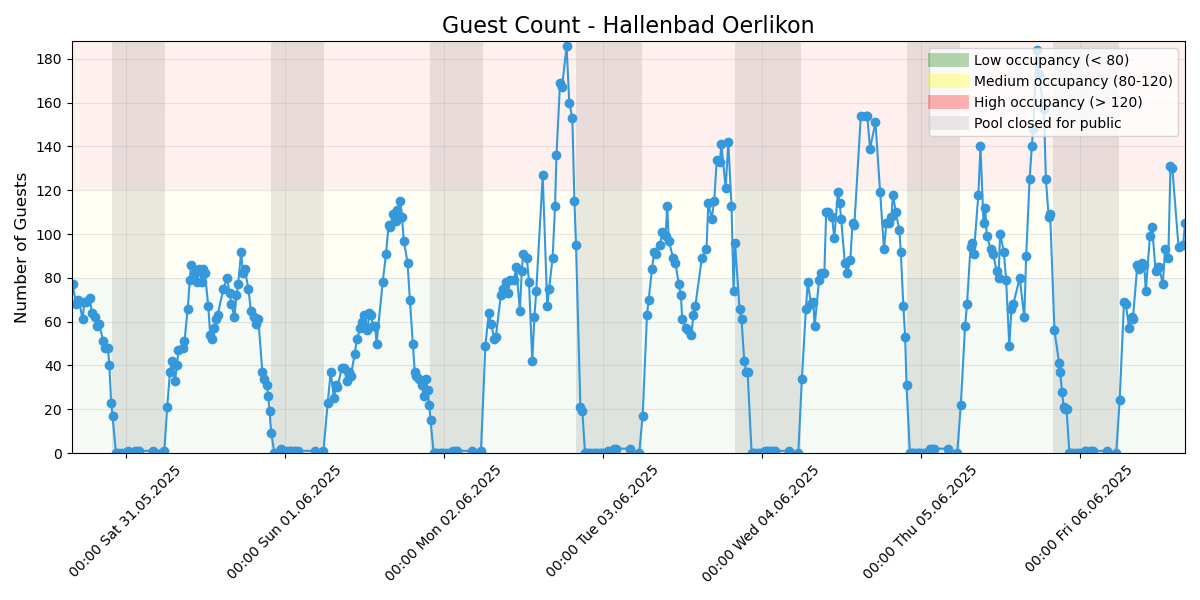 Guest Count - Hallenbad Oerlikon
Number of Guests
180
160
140
120
100
80
60
40
20
0
Low occupancy (< 80)
Medium occupancy (80-120)
High occupancy (> 120)
Pool closed for public
00:00 Sat 31.05.2025
00:00 Sun 01.06.2025
00:00 Mon 02.06.2025
00:00 Tue 03.06.2025
00:00 Wed 04.06.2025
00:00 Thu 05.06.2025
00:00 Fri 06.06.2025